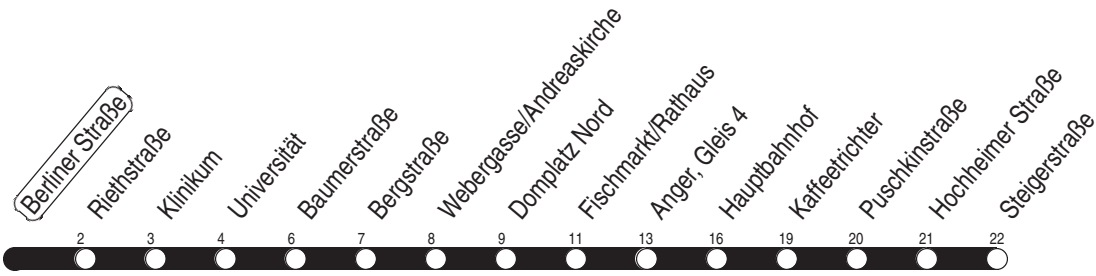 Berliner Straße
Riethstraße
Klinikum
Universität
Baumerstraße
Bergstraße
Webergasse/Andreaskirche
Domplatz Nord
Fischmarkt/Rathaus
Anger, Gleis 4
Hauptbahnhof
Kaffeetrichter
Puschkinstraße
Hochheimer Straße
Steigerstraße
2 3 4 6 7 8 9 11 13 16 19 20 21 22